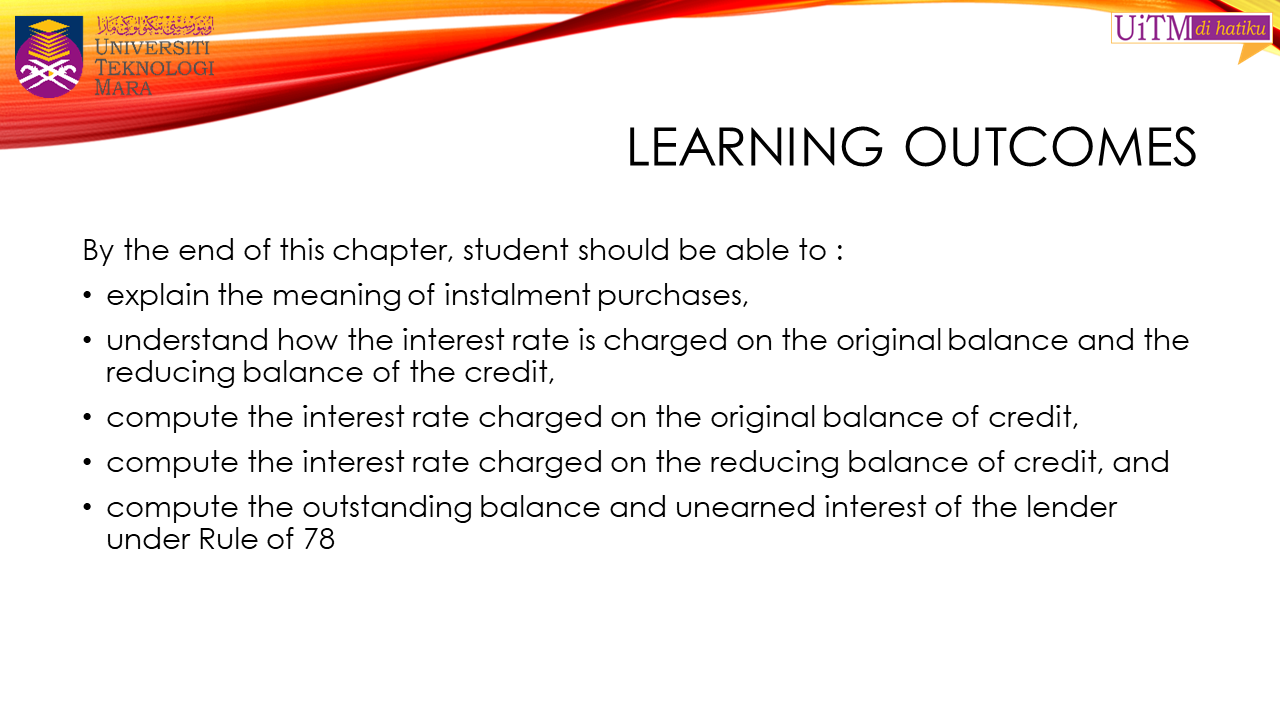 UNIVERSITI
TEKNOLOGI
MARA
UiTM di hatiku
LEARNING OUTCOMES
By the end of this chapter, student should be able to :
• explain the meaning of instalment purchases,
• understand how the interest rate is charged on the original balance and the
reducing balance of the credit,
• compute the interest rate charged on the original balance of credit,
• compute the interest rate charged on the reducing balance of credit, and
• compute the outstanding balance and unearned interest of the lender
under Rule of 78